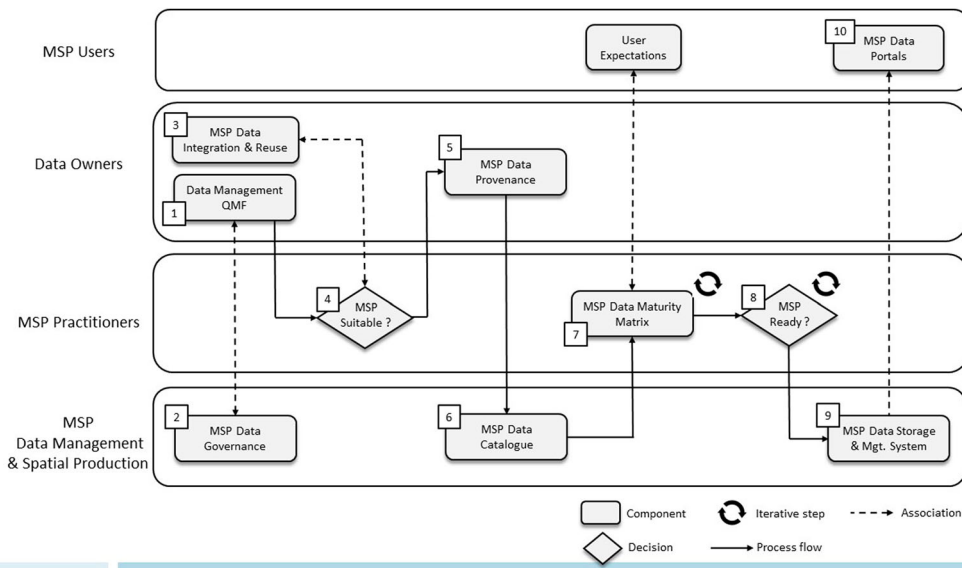 MSP Users
User
Expectations
10
MSP Data
Portals
Data Owners
3
MSP Data
Integration & Reuse
1
Data Management
QMF
5
MSP Data
Provenance
MSP Practitioners
4
MSP
Suitable ?
MSP Data Maturity
Matrix
7
8
MSP
Ready ?
MSP
Data Management
& Spatial Production
2
MSP Data
Governance
6
MSP Data
Catalogue
9
MSP Data Storage
& Mgt. System
Component
Iterative step
Association
Decision
Process flow